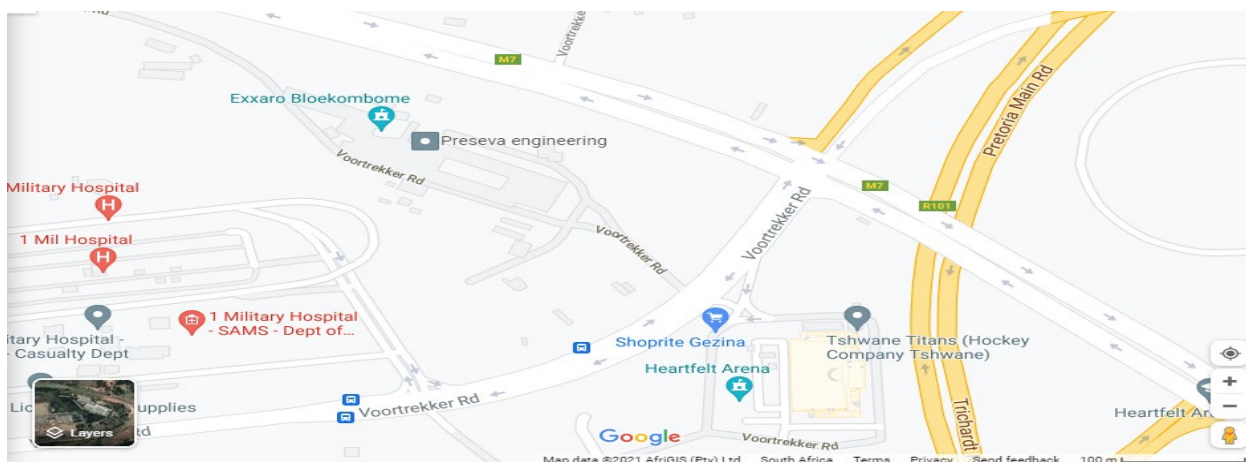 Voortrekker
M7
Exxaro Bloekombome
Preseva engineering
Pretoria Main Rd
Voortrekker Rd
Military Hospital
M7
R101
Voortrekker Rd
1 Mil Hospital
Voortrekker Rd
1 Military Hospital
- SAMS - Dept of...
itary Hospital -
- Casualty Dept
Shoprite Gezina
Tshwane Titans (Hockey
Company Tshwane)
Heartfelt Arena
Voortrekker Rd
upplies
Layers
Rd
Trichardt
Heartfelt Ar
Google
Voortrekker Rd
Map data ©2021 AfriGIS (Pty) Ltd South Africa Terms Privacy Send feedback 100 m